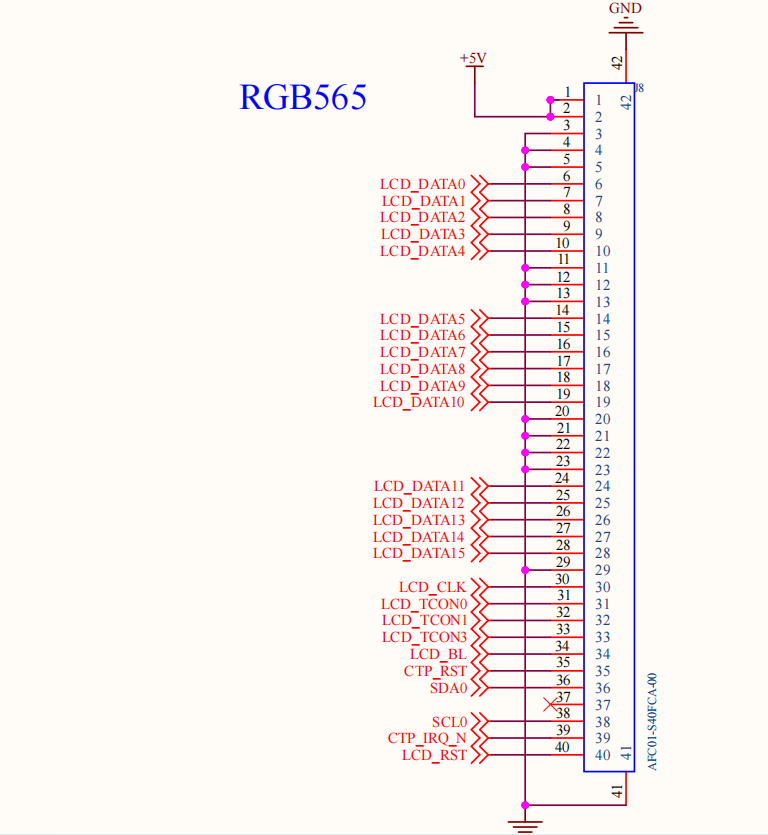 GND
42
+5V
J8
RGB565
1 1 42
2 2
3 3
4 4
5 5
LCD_DATA0 6 6
LCD_DATA1 7 7
LCD_DATA2 8 8
LCD_DATA3 9 9
LCD_DATA4 10 10
11 11
12 12
13 13
LCD_DATA5 14 14
LCD_DATA6 15 15
LCD_DATA7 16 16
LCD_DATA8 17 17
LCD_DATA9 18 18
LCD_DATA10 19 19
20 20
21 21
22 22
23 23
LCD_DATA11 24 24
LCD_DATA12 25 25
LCD_DATA13 26 26
LCD_DATA14 27 27
LCD_DATA15 28 28
29 29
LCD_CLK 30 30
LCD_TCON0 31 31
LCD_TCON1 32 32
LCD_TCON3 33 33
LCD_BL 34 34
CTP_RST 35 35
SDA0 36 36
37 37
SCL0 38 38
CTP_IRQ_N 39 39
LCD_RST 40 40 41
AFC01-S40FCA-00
41